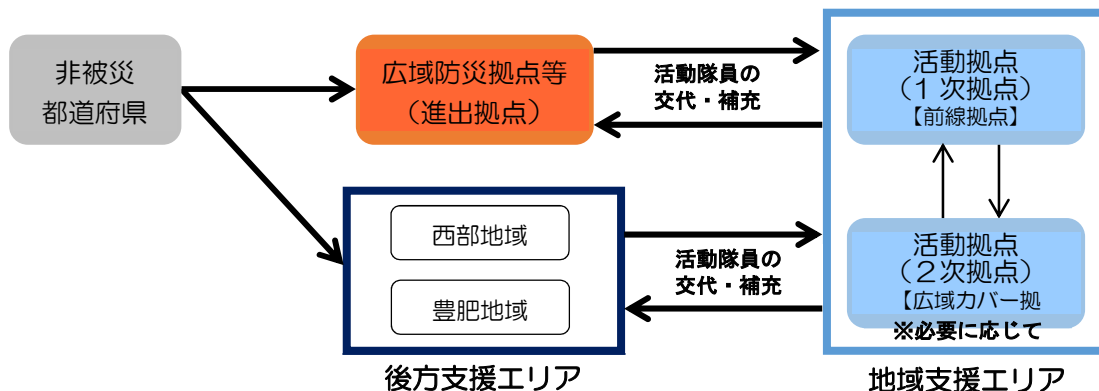 非被災
都道府県
広域防災拠点等
(進出拠点)
活動隊員の
交代・補充
活動拠点
(1次拠点)
【前線拠点】
西部地域
豊肥地域
活動隊員の
交代・補充
活動拠点
(2次拠点)
【広域カバー拠
※必要に応じて
後方支援エリア
地域支援エリア